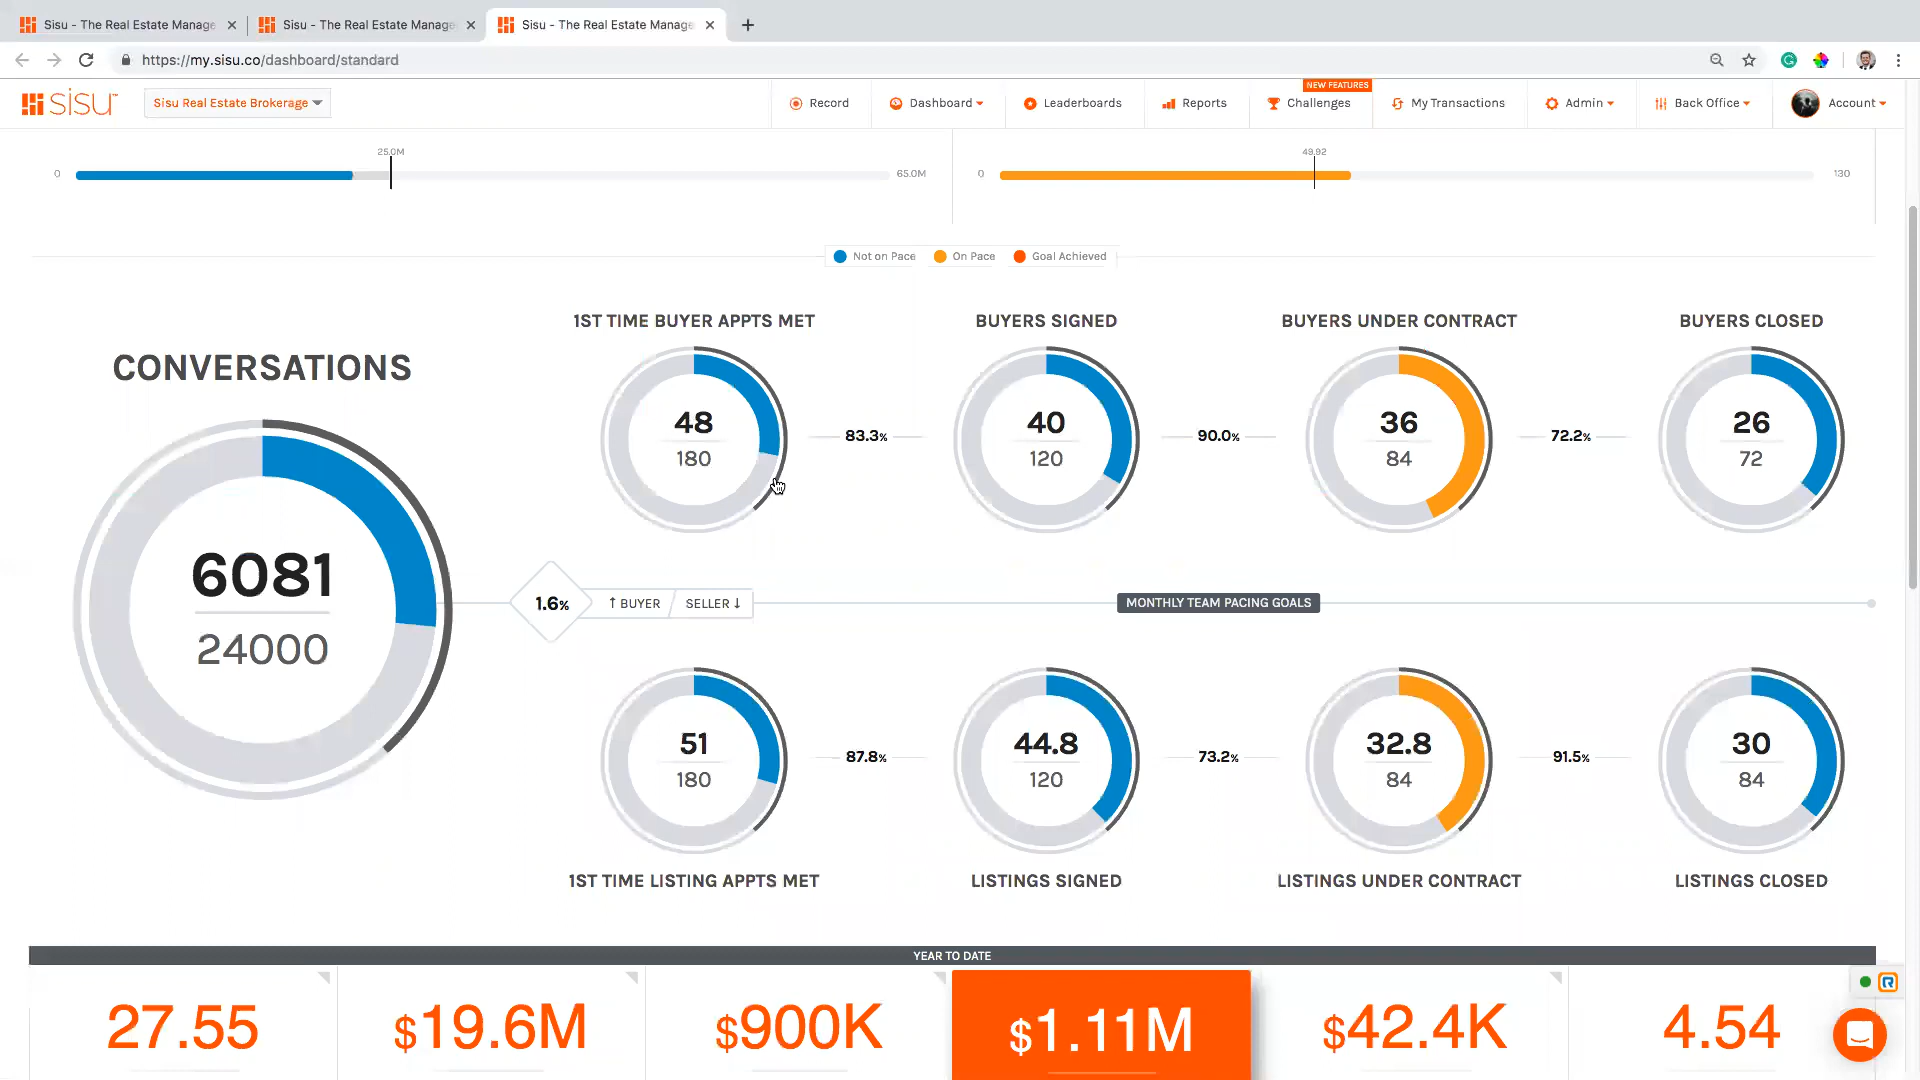 Sisu - The Real Estate Manage
Sisu - The Real Estate Manage
Sisu - The Real Estate Manage
https://my.sisu.co/dashboard/standard
NEW FEATURES
sisu™
Sisu Real Estate Brokerage
Record
Dashboard
Leaderboards
Reports
Challenges
My Transactions
Admin
Back Office
Account
25.0M
0
65.0M
49.92
0
130
Not on Pace
On Pace
Goal Achieved
1ST TIME BUYER APPTS MET
BUYERS SIGNED
BUYERS UNDER CONTRACT
BUYERS CLOSED
CONVERSATIONS
48
180
83.3%
40
120
90.0%
36
84
72.2%
26
72
6081
24000
1.6%
↑ BUYER
SELLER ↓
MONTHLY TEAM PACING GOALS
51
180
87.8%
44.8
120
73.2%
32.8
84
91.5%
30
84
1ST TIME LISTING APPTS MET
LISTINGS SIGNED
LISTINGS UNDER CONTRACT
LISTINGS CLOSED
YEAR TO DATE
27.55
$19.6M
$900K
$1.11M
$42.4K
4.54